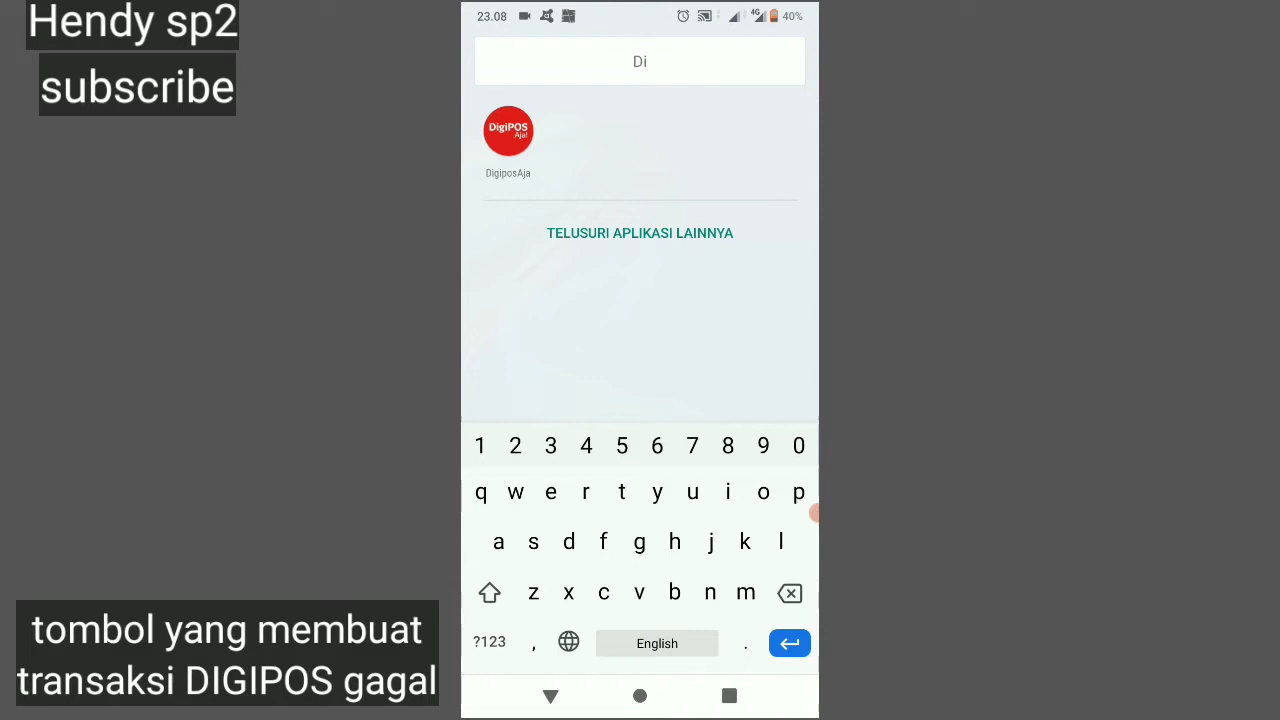 Hendy sp2
subscribe
23.08
4G
40%
Di
DigiPOS
Aja!
DigiposAja
TELUSURI APLIKASI LAINNYA
1 2 3 4 5 6 7 8 9 0
q w e r t y u i o p
a s d f g h j k l
z x c v b n m
?123 , English .
tombol yang membuat
transaksi DIGIPOS gagal